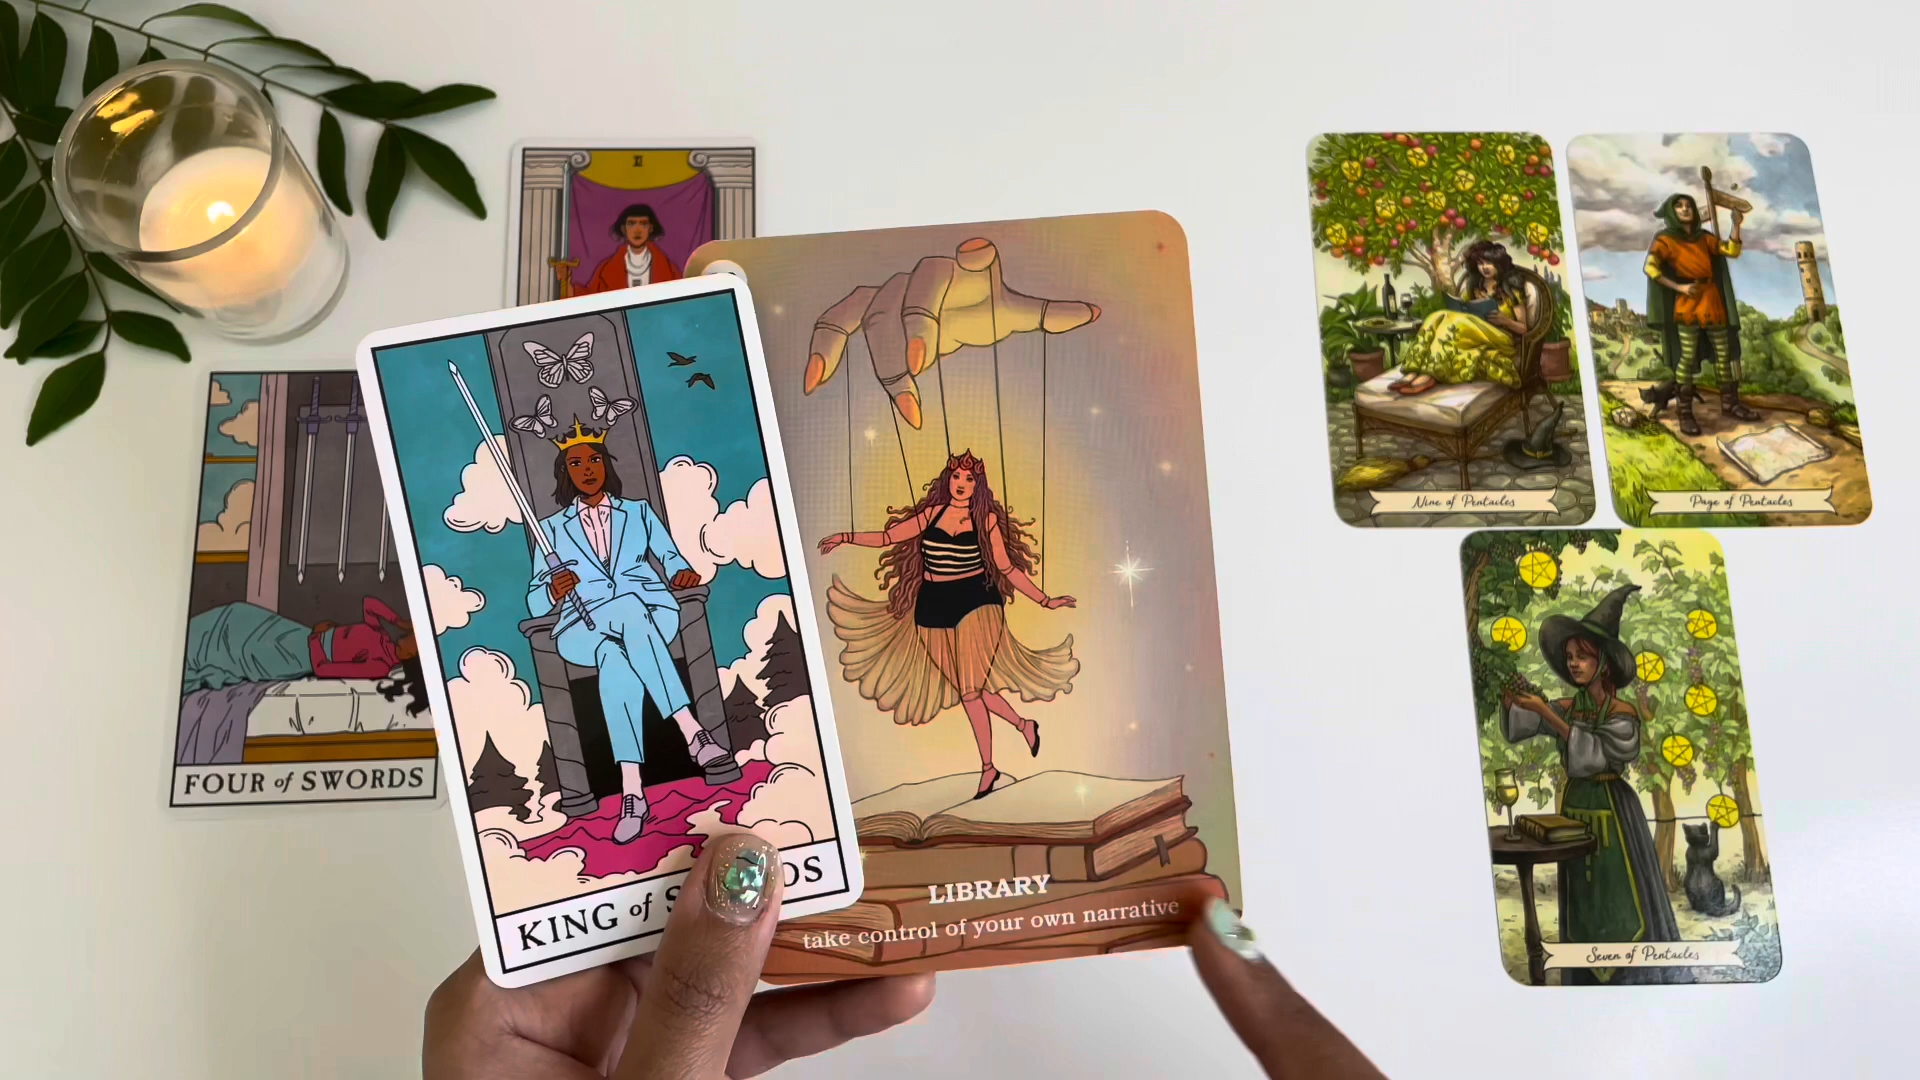 XI
FOUR of SWORDS
KING of S
DS
LIBRARY
take control of your own narrative
Nine of Pentacles
Page of Pentacles
Seven of Pentacles